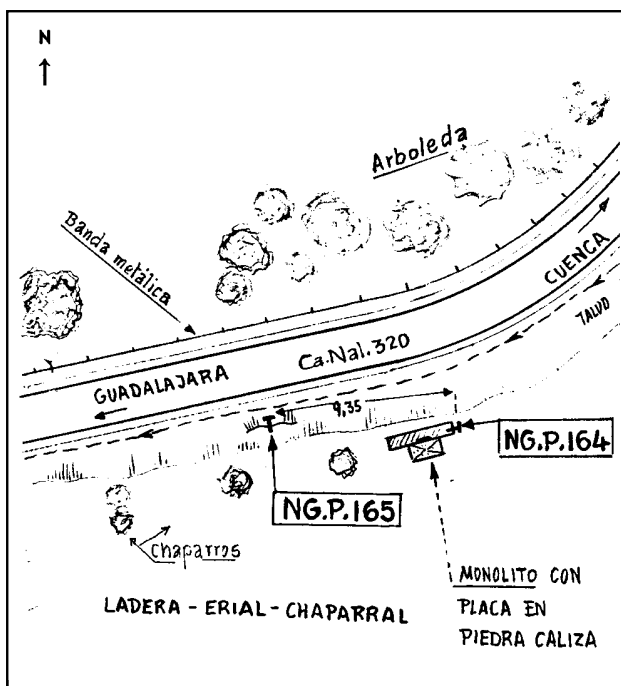 N
Arboleda
Banda metálica
CUENCA
TALUD
Ca.Nal.320
GUADALAJARA
9,35
NG.P.164
NG.P.165
chaparros
MONOLITO CON
PLACA EN
PIEDRA CALIZA
LADERA - ERIAL - CHAPARRAL